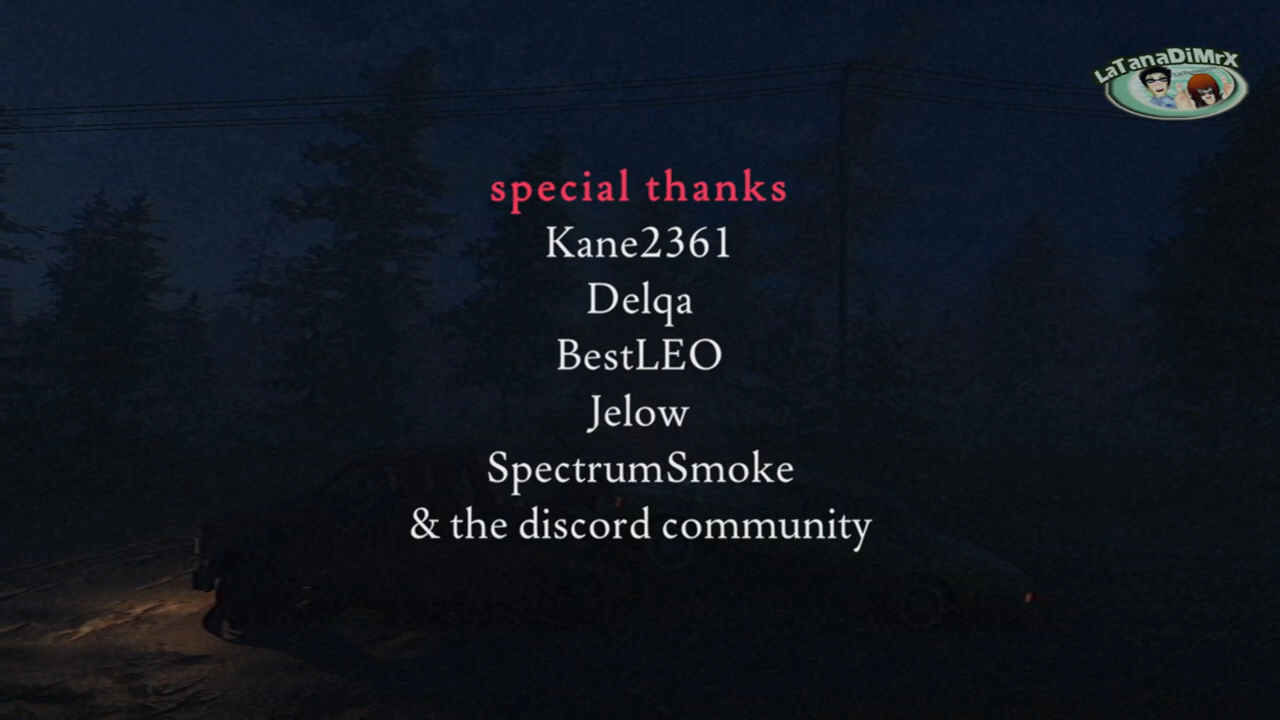 LaTanaDiMrX
special thanks
Kane2361
Delqa
BestLEO
Jelow
SpectrumSmoke
& the discord community